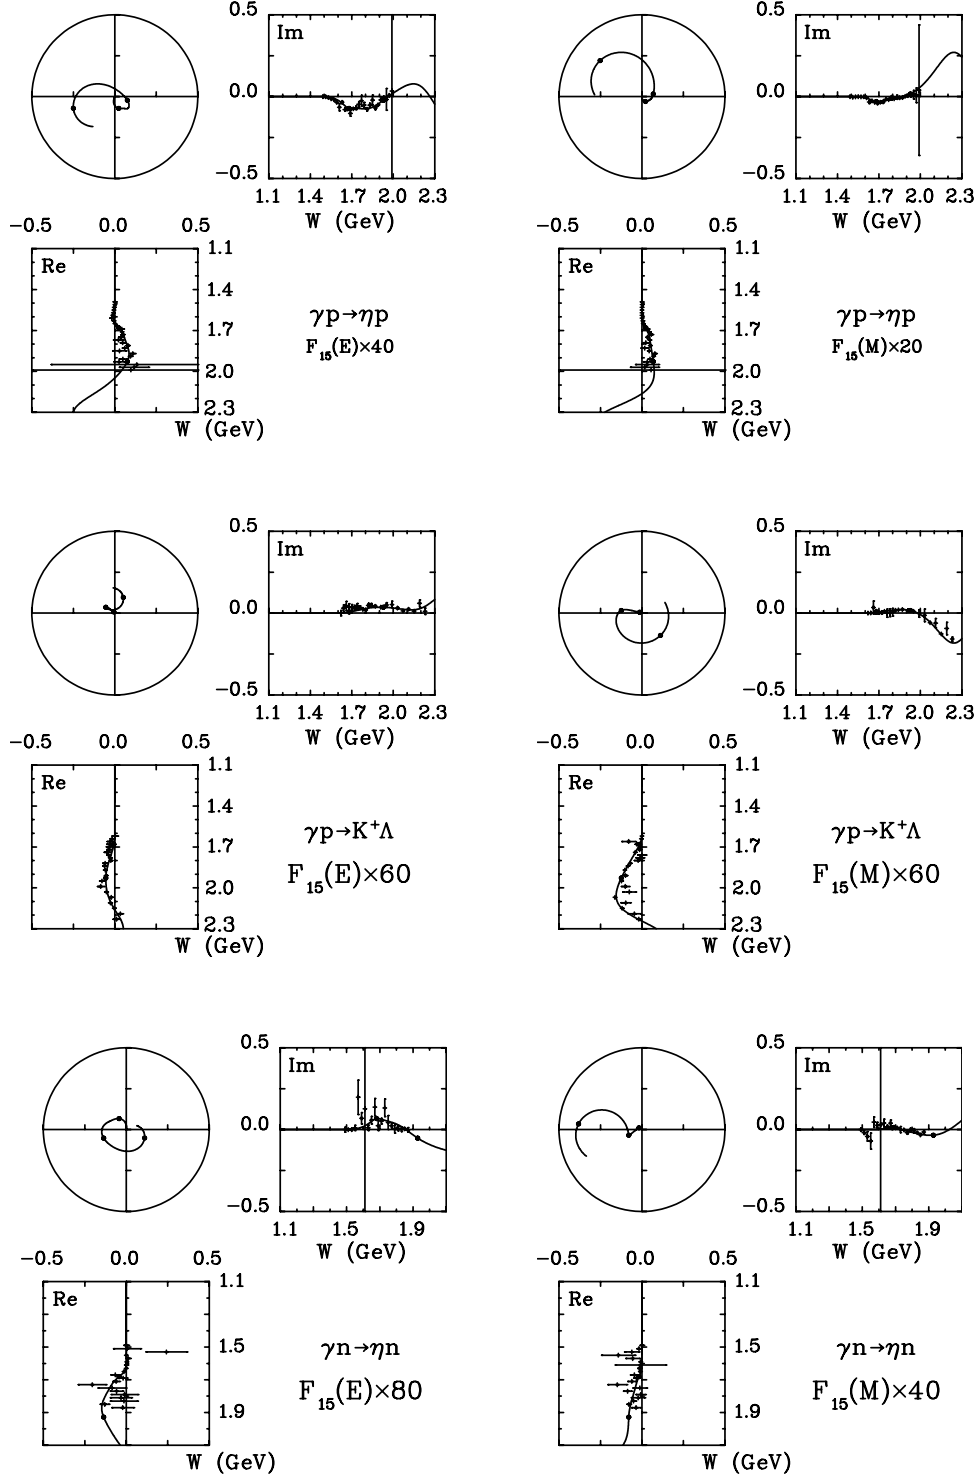 0.5
Im
0.0
−0.5
1.1 1.4 1.7 2.0 2.3
W (GeV)
−0.5 0.0 0.5
Re
1.1
1.4
1.7
2.0
2.3
W (GeV)
γp→ηp
F15(E)×40
0.5
Im
0.0
−0.5
1.1 1.4 1.7 2.0 2.3
W (GeV)
−0.5 0.0 0.5
Re
1.1
1.4
1.7
2.0
2.3
W (GeV)
γp→ηp
F15(M)×20
0.5
Im
0.0
−0.5
1.1 1.4 1.7 2.0 2.3
W (GeV)
−0.5 0.0 0.5
Re
1.1
1.4
1.7
2.0
2.3
W (GeV)
γp→K+Λ
F15(E)×60
0.5
Im
0.0
−0.5
1.1 1.4 1.7 2.0 2.3
W (GeV)
−0.5 0.0 0.5
Re
1.1
1.4
1.7
2.0
2.3
W (GeV)
γp→K+Λ
F15(M)×60
0.5
Im
0.0
−0.5
1.1 1.5 1.9
W (GeV)
−0.5 0.0 0.5
Re
1.1
1.5
1.9
W (GeV)
γn→ηn
F15(E)×80
0.5
Im
0.0
−0.5
1.1 1.5 1.9
W (GeV)
−0.5 0.0 0.5
Re
1.1
1.5
1.9
W (GeV)
γn→ηn
F15(M)×40